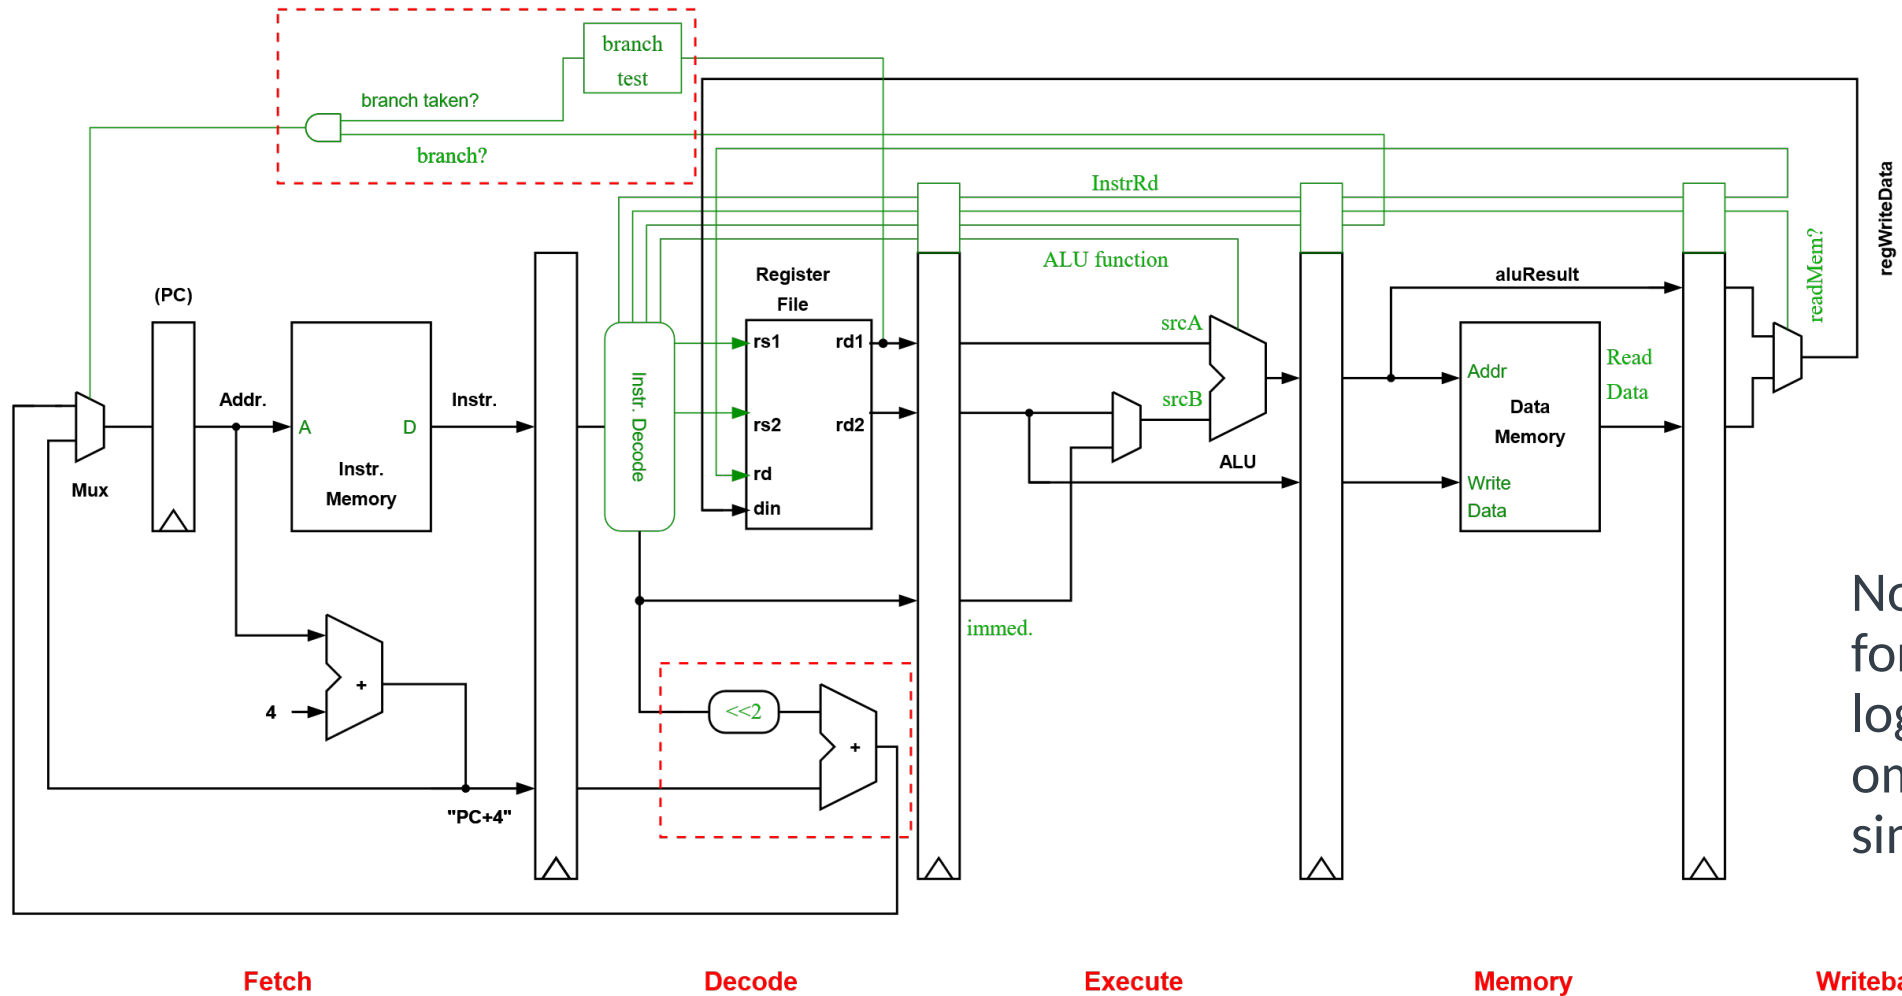 branch
test
branch taken?
branch?
InstrRd
ALU function
readMem?
regWriteData
(PC)
Register
File
aluResult
Addr.
A
D
Instr.
Memory
Instr.
Instr. Decode
rs1
rs2
rd
din
rd1
rd2
srcA
srcB
ALU
Addr
Data
Memory
Write
Data
Read
Data
Mux
immed.
4
+
<<2
+
"PC+4"
Fetch
Decode
Execute
Memory